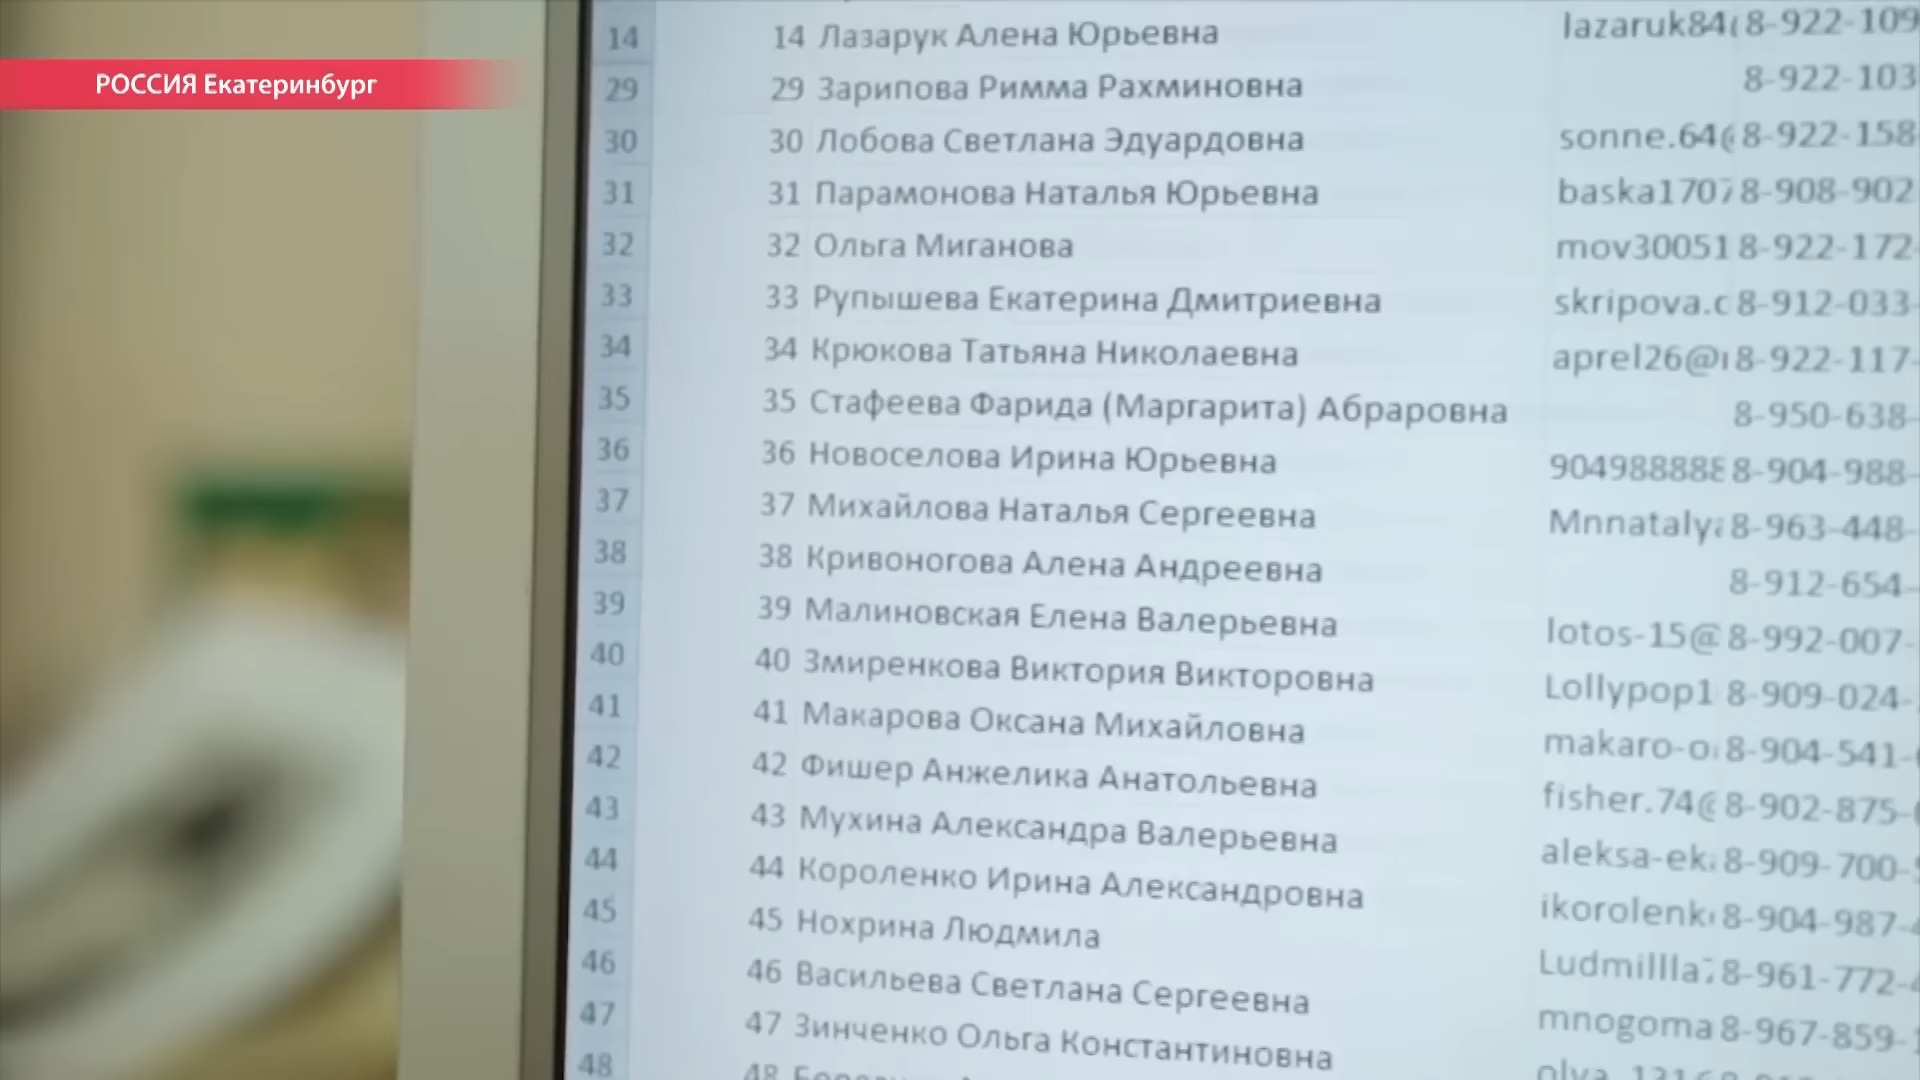 РОССИЯ Екатеринбург
14 14 Лазарук Алена Юрьевна lazaruk84 8-922-109
29 29 Зарипова Римма Рахминовна 8-922-103
30 30 Лобова Светлана Эдуардовна sonne.64@ 8-922-158
31 31 Парамонова Наталья Юрьевна baska1707 8-908-902
32 32 Ольга Миганова mov30051 8-922-172-
33 33 Рупышева Екатерина Дмитриевна skripova.c 8-912-033-
34 34 Крюкова Татьяна Николаевна aprel26@ 8-922-117-
35 35 Стафеева Фарида (Маргарита) Абраровна 8-950-638-
36 36 Новоселова Ирина Юрьевна 904988888 8-904-988-
37 37 Михайлова Наталья Сергеевна Mnnataly 8-963-448-
38 38 Кривоногова Алена Андреевна 8-912-654-
39 39 Малиновская Елена Валерьевна lotos-15@ 8-992-007-
40 40 Змиренкова Виктория Викторовна Lollypop1 8-909-024-
41 41 Макарова Оксана Михайловна makaro-o 8-904-541-
42 42 Фишер Анжелика Анатольевна fisher.74@ 8-902-875-
43 43 Мухина Александра Валерьевна aleksa-ek 8-909-700-
44 44 Короленко Ирина Александровна ikorolenk 8-904-987-
45 45 Нохрина Людмила Ludmillla 8-961-772-
46 46 Васильева Светлана Сергеевна mnogoma 8-967-859-
47 47 Зинченко Ольга Константиновна
48 48